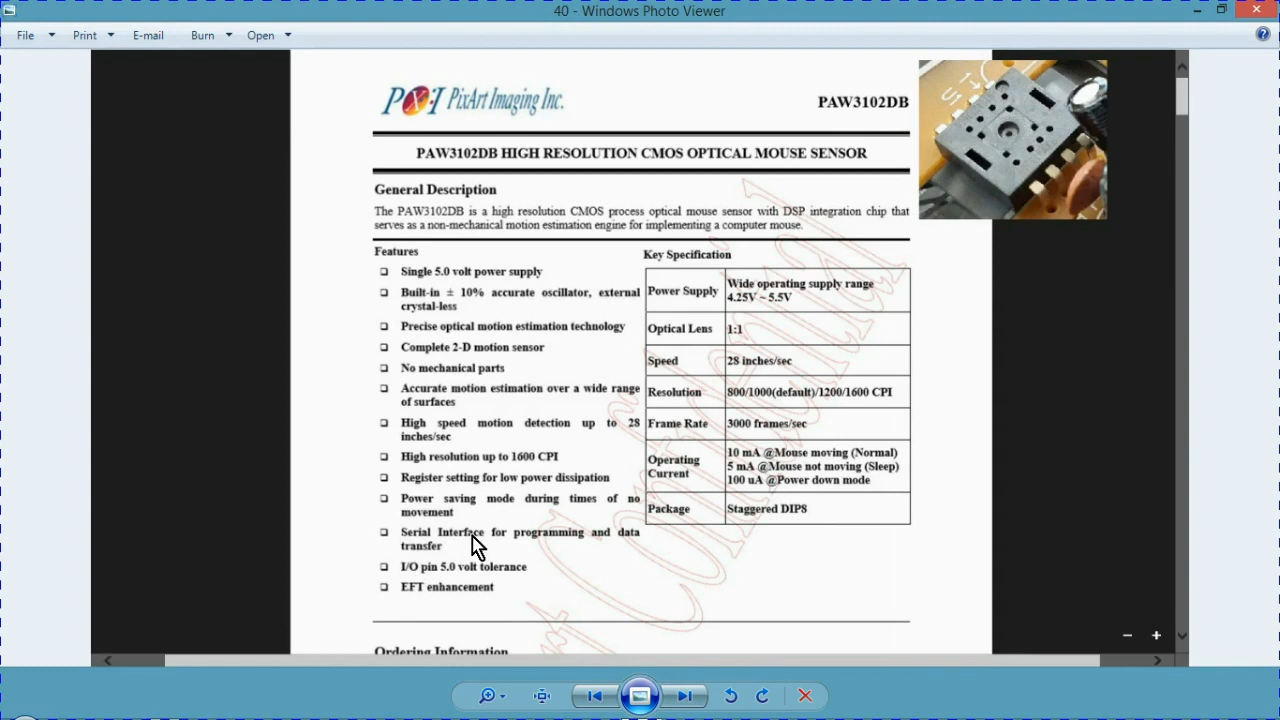 40 - Windows Photo Viewer
File Print E-mail Burn Open
PXI PixArt Imaging Inc.
PAW3102DB
PAW3102DB HIGH RESOLUTION CMOS OPTICAL MOUSE SENSOR
General Description
The PAW3102DB is a high resolution CMOS process optical mouse sensor with DSP integration chip that
serves as a non-mechanical motion estimation engine for implementing a computer mouse.
Features
Single 5.0 volt power supply
Built-in ± 10% accurate oscillator, external
crystal-less
Precise optical motion estimation technology
Complete 2-D motion sensor
No mechanical parts
Accurate motion estimation over a wide range
of surfaces
High speed motion detection up to 28
inches/sec
High resolution up to 1600 CPI
Register setting for low power dissipation
Power saving mode during times of no
movement
Serial Interface for programming and data
transfer
I/O pin 5.0 volt tolerance
EFT enhancement
Key Specification
Power Supply Wide operating supply range
4.25V ~ 5.5V
Optical Lens 1:1
Speed 28 inches/sec
Resolution 800/1000(default)/1200/1600 CPI
Frame Rate 3000 frames/sec
Operating
Current
10 mA @Mouse moving (Normal)
5 mA @Mouse not moving (Sleep)
100 uA @Power down mode
Package Staggered DIP8
Ordering Information
Confidential
U1